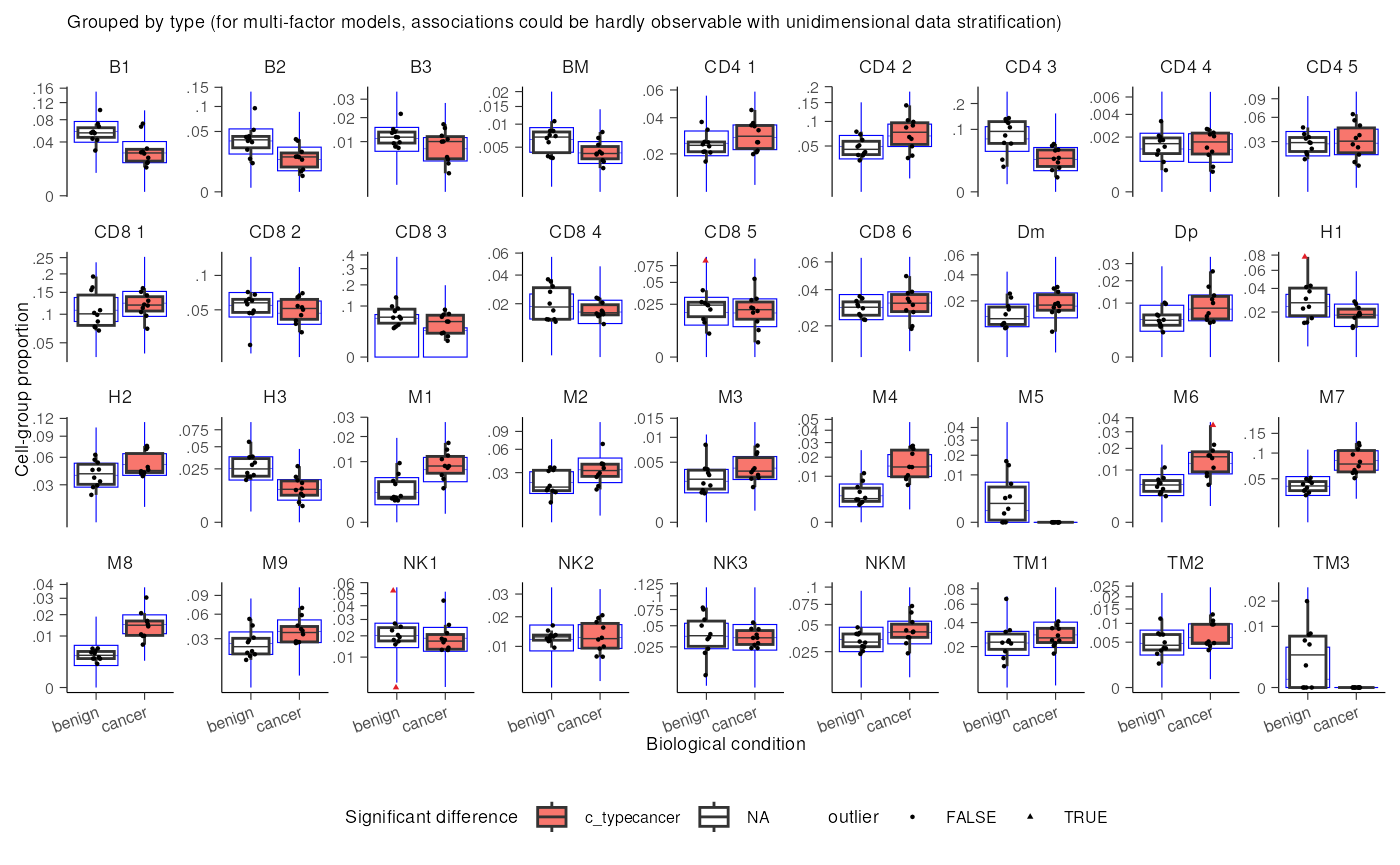 Grouped by type (for multi-factor models, associations could be hardly observable with unidimensional data stratification)
B1 B2 B3 BM CD4 1 CD4 2 CD4 3 CD4 4 CD4 5
.16 .12 .08 .04 0
.15 .1 .05 0
.03 .02 .01
.02 .015 .01 .005
.06 .04 .02
.2 .15 .1 .05
.2 .1 0
.006 .004 .002 0
.09 .06 .03
CD8 1 CD8 2 CD8 3 CD8 4 CD8 5 CD8 6 Dm Dp H1
.25 .2 .15 .1 .05
.1 .05
.4 .3 .2 .1 0
.06 .04 .02
.075 .05 .025 0
.06 .04 .02
.06 .04 .02
.03 .02 .01 0
.08 .06 .04 .02 0
H2 H3 M1 M2 M3 M4 M5 M6 M7
.12 .09 .06 .03
.075 .05 .025 0
.03 .02 .01 0
.09 .06 .03
.015 .01 .005 0
.05 .04 .03 .02 .01 0
.04 .03 .02 .01 0
.04 .03 .02 .01 0
.15 .1 .05
M8 M9 NK1 NK2 NK3 NKM TM1 TM2 TM3
.04 .03 .02 .01 0
.09 .06 .03
.06 .05 .04 .03 .02 .01
.03 .02 .01
.125 .1 .075 .05 .025
.1 .075 .05 .025
.08 .06 .04 .02
.025 .02 .015 .01 .005 0
.02 .01 0
Cell-group proportion
benign cancer benign cancer benign cancer benign cancer benign cancer benign cancer benign cancer benign cancer benign cancer
Biological condition
Significant difference c_typecancer NA outlier FALSE TRUE